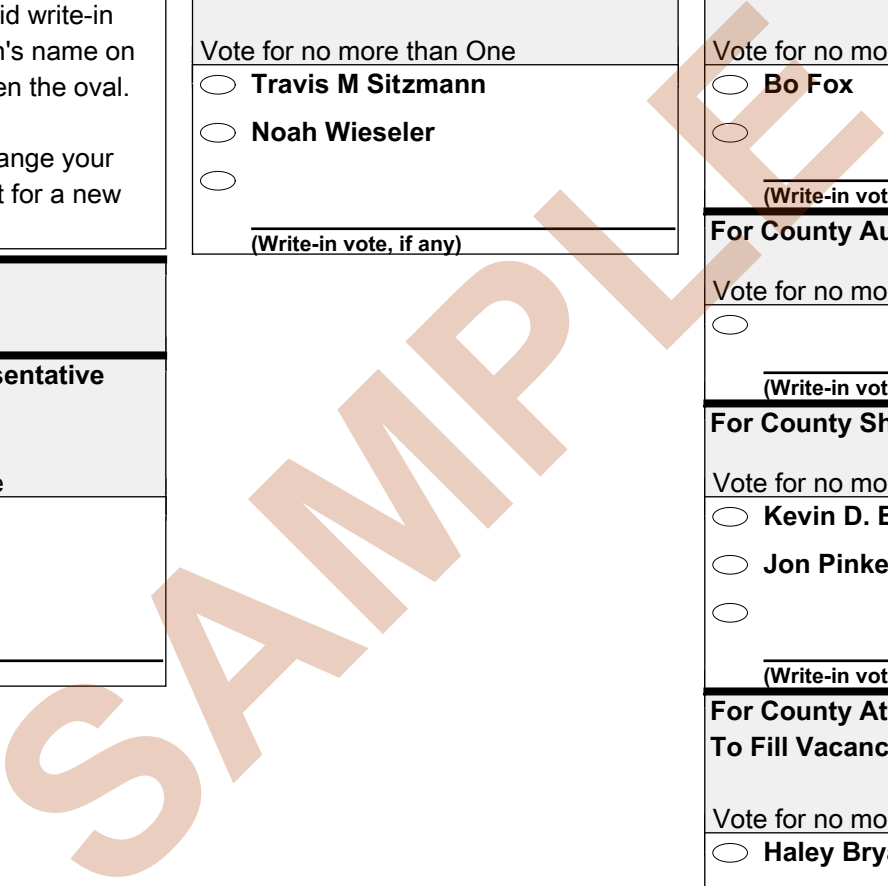 id write-in
n's name on
en the oval.
ange your
t for a new
sentative
e
Vote for no more than One
Travis M Sitzmann
Noah Wieseler
(Write-in vote, if any)
Vote for no mo
Bo Fox
(Write-in vot
For County Au
Vote for no mo
(Write-in vot
For County Sh
Vote for no mo
Kevin D. E
Jon Pinke
(Write-in vot
For County At
To Fill Vacanc
Vote for no mo
Haley Brya
SAMPLE